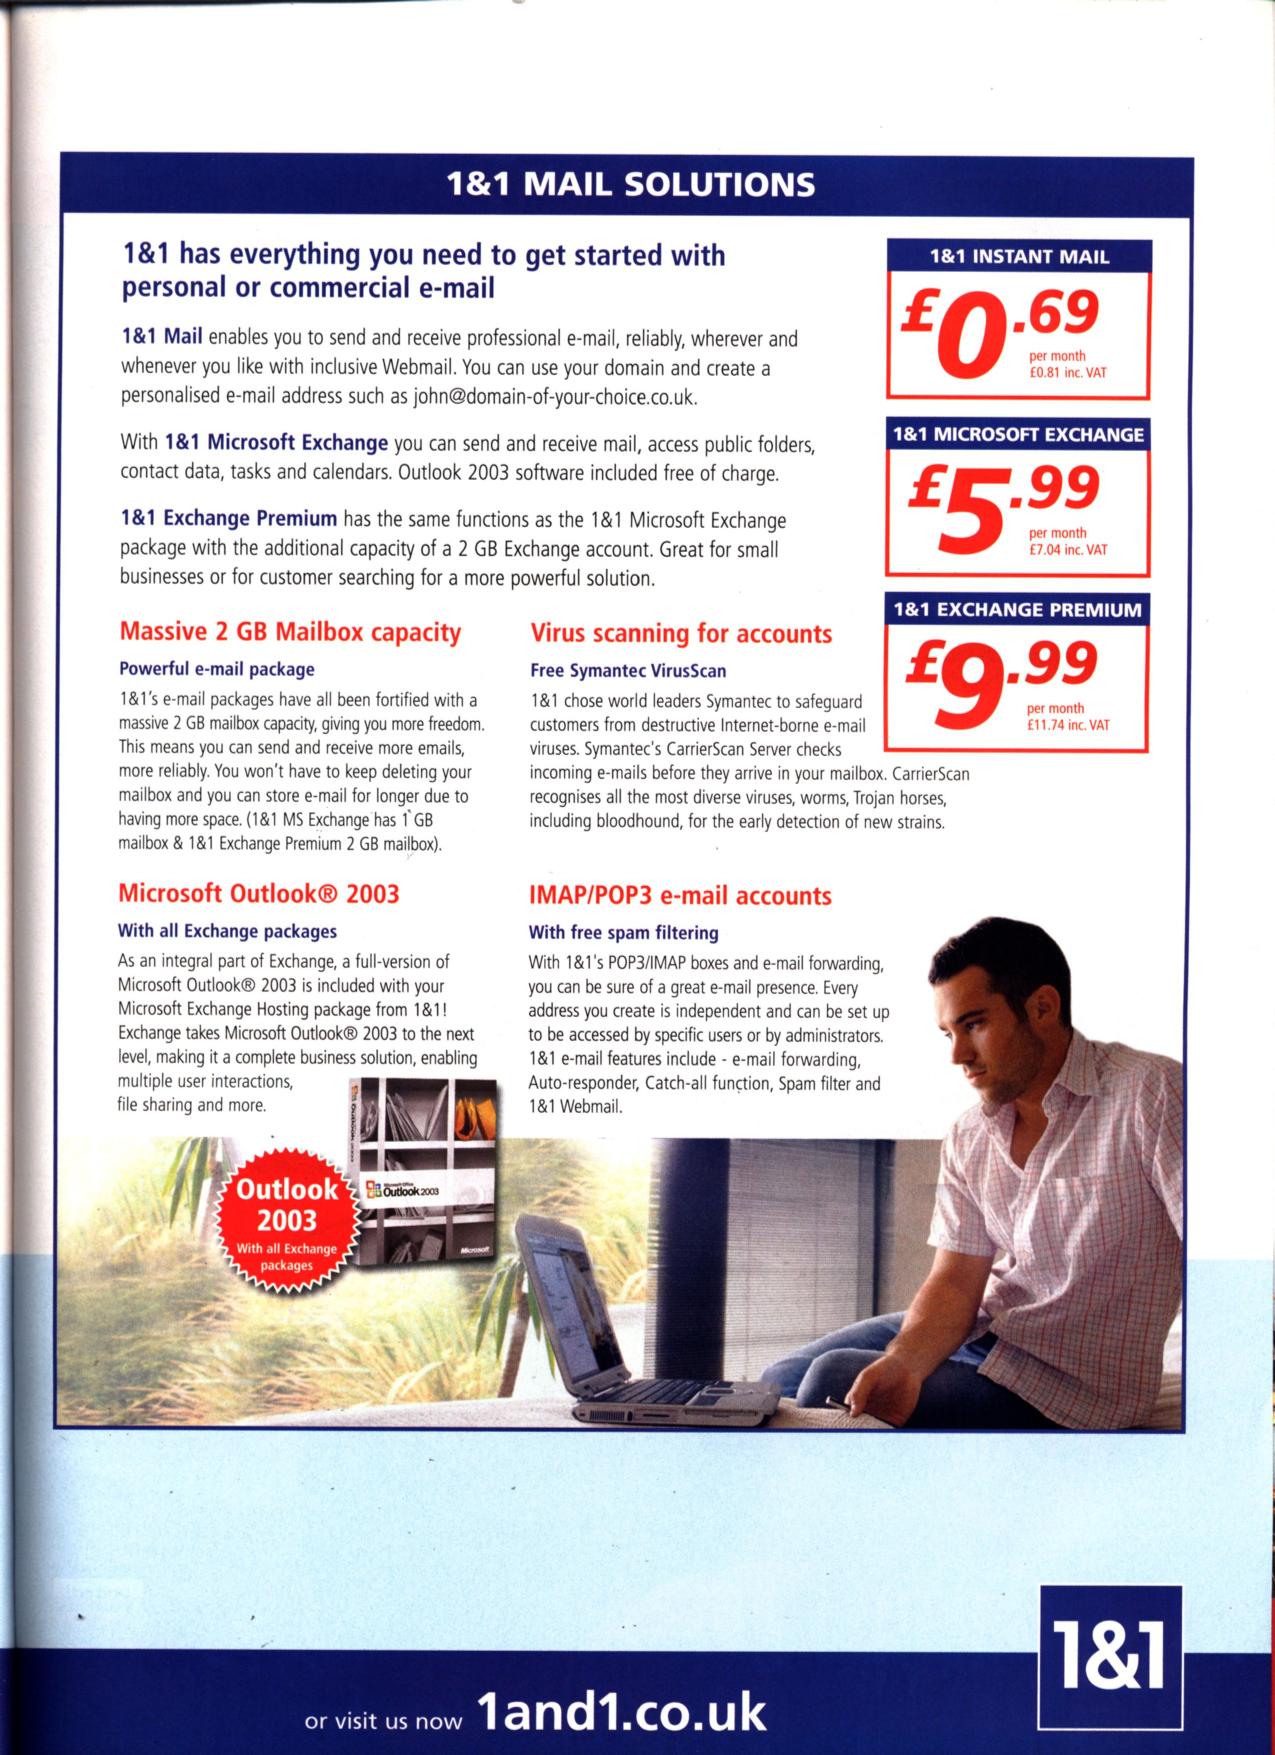 1&1 MAIL SOLUTIONS
1&1 has everything you need to get started with
personal or commercial e-mail
1&1 Mail enables you to send and receive professional e-mail, reliably, wherever and
whenever you like with inclusive Webmail. You can use your domain and create a
personalised e-mail address such as john@domain-of-your-choice.co.uk.
With 1&1 Microsoft Exchange you can send and receive mail, access public folders,
contact data, tasks and calendars. Outlook 2003 software included free of charge.
1&1 Exchange Premium has the same functions as the 1&1 Microsoft Exchange
package with the additional capacity of a 2 GB Exchange account. Great for small
businesses or for customer searching for a more powerful solution.
1&1 INSTANT MAIL
£0.69
per month
£0.81 inc. VAT
1&1 MICROSOFT EXCHANGE
£5.99
per month
£7.04 inc. VAT
1&1 EXCHANGE PREMIUM
£9.99
per month
£11.74 inc. VAT
Massive 2 GB Mailbox capacity
Powerful e-mail package
1&1's e-mail packages have all been fortified with a
massive 2 GB mailbox capacity, giving you more freedom.
This means you can send and receive more emails,
more reliably. You won't have to keep deleting your
mailbox and you can store e-mail for longer due to
having more space. (1&1 MS Exchange has 1 GB
mailbox & 1&1 Exchange Premium 2 GB mailbox).
Virus scanning for accounts
Free Symantec VirusScan
1&1 chose world leaders Symantec to safeguard
customers from destructive Internet-borne e-mail
viruses. Symantec's CarrierScan Server checks
incoming e-mails before they arrive in your mailbox. CarrierScan
recognises all the most diverse viruses, worms, Trojan horses,
including bloodhound, for the early detection of new strains.
Microsoft Outlook® 2003
With all Exchange packages
As an integral part of Exchange, a full-version of
Microsoft Outlook® 2003 is included with your
Microsoft Exchange Hosting package from 1&1!
Exchange takes Microsoft Outlook® 2003 to the next
level, making it a complete business solution, enabling
multiple user interactions,
file sharing and more.
IMAP/POP3 e-mail accounts
With free spam filtering
With 1&1's POP3/IMAP boxes and e-mail forwarding,
you can be sure of a great e-mail presence. Every
address you create is independent and can be set up
to be accessed by specific users or by administrators.
1&1 e-mail features include - e-mail forwarding,
Auto-responder, Catch-all function, Spam filter and
1&1 Webmail.
Outlook
2003
With all Exchange
packages
Microsoft Office
Outlook 2003
Microsoft
1&1
or visit us now 1and1.co.uk